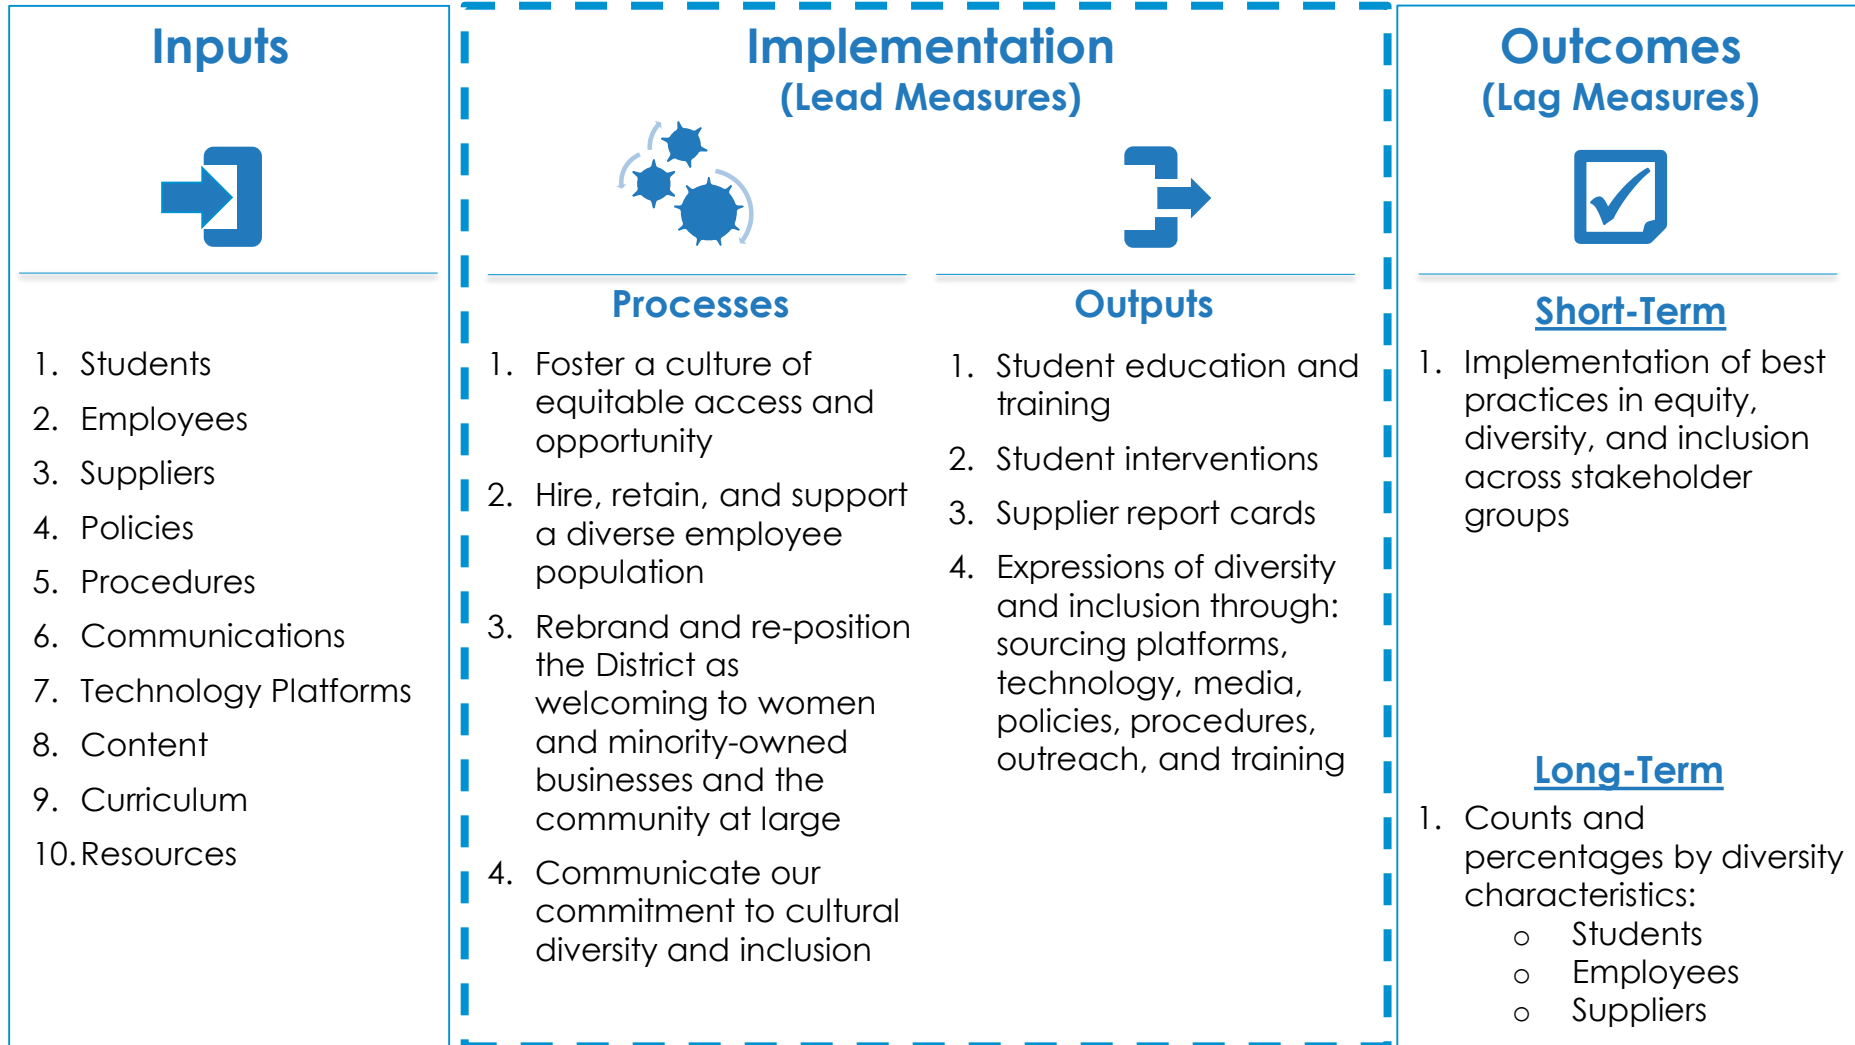 Inputs
1. Students
2. Employees
3. Suppliers
4. Policies
5. Procedures
6. Communications
7. Technology Platforms
8. Content
9. Curriculum
10. Resources
Implementation
(Lead Measures)
Processes
1. Foster a culture of
equitable access and
opportunity
2. Hire, retain, and support
a diverse employee
population
3. Rebrand and re-position
the District as
welcoming to women
and minority-owned
businesses and the
community at large
4. Communicate our
commitment to cultural
diversity and inclusion
Outputs
1. Student education and
training
2. Student interventions
3. Supplier report cards
4. Expressions of diversity
and inclusion through:
sourcing platforms,
technology, media,
policies, procedures,
outreach, and training
Outcomes
(Lag Measures)
Short-Term
1. Implementation of best
practices in equity,
diversity, and inclusion
across stakeholder
groups
Long-Term
1. Counts and
percentages by diversity
characteristics:
o Students
o Employees
o Suppliers